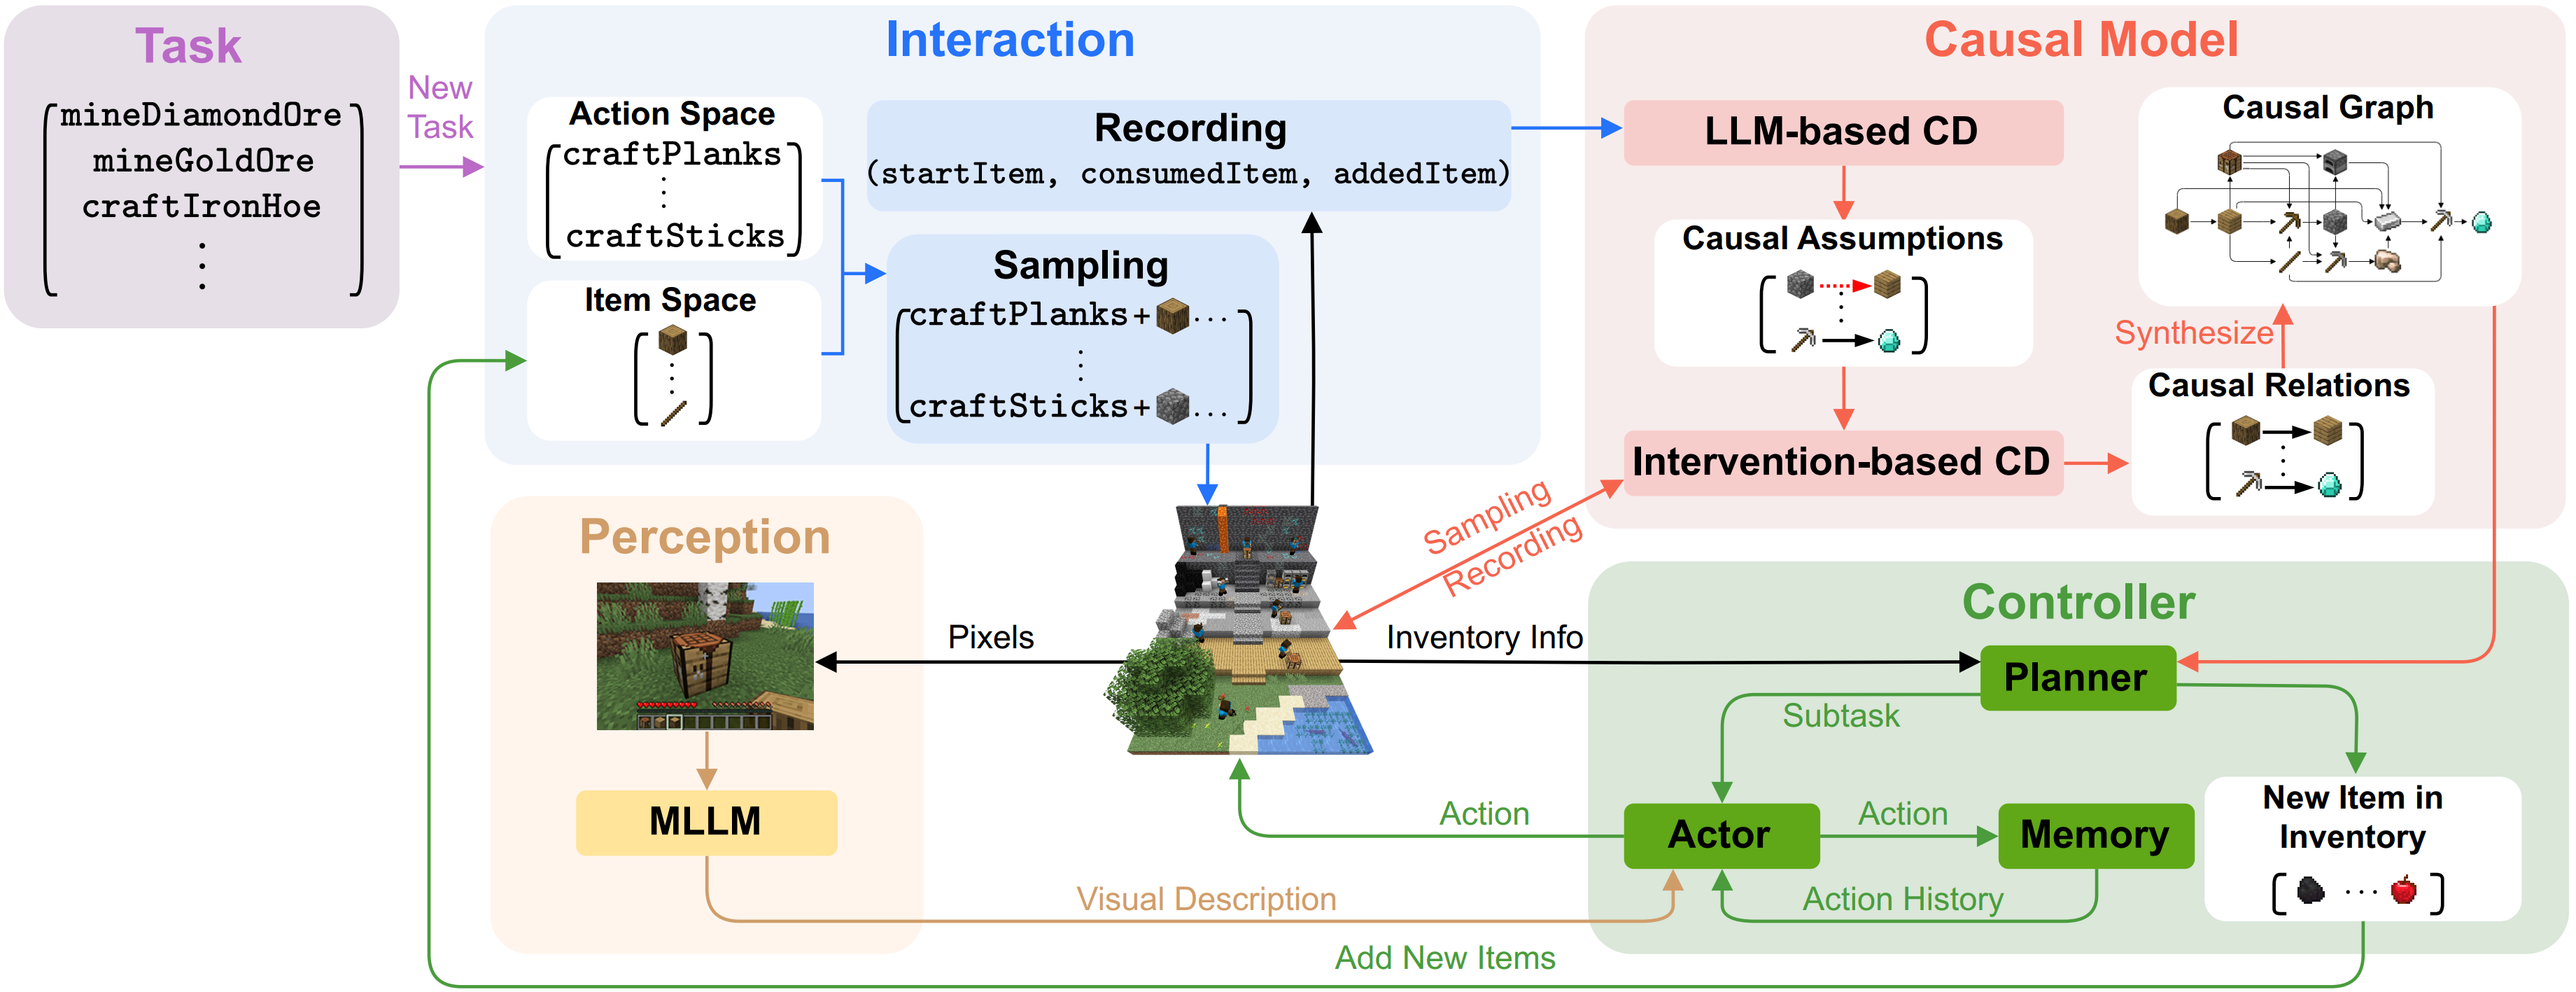 Task
mineDiamondOre
mineGoldOre
craftIronHoe
New
Task
Interaction
Action Space
craftPlanks
craftSticks
Item Space
Recording
(startItem, consumedItem, addedItem)
Sampling
craftPlanks+ ...
craftSticks+ ...
Causal Model
LLM-based CD
Causal Assumptions
Intervention-based CD
Causal Graph
Synthesize
Causal Relations
Sampling
Recording
Perception
MLLM
Pixels
Inventory Info
Visual Description
Controller
Planner
Subtask
Action
Actor
Action
Memory
Action History
New Item in
Inventory
...
Add New Items